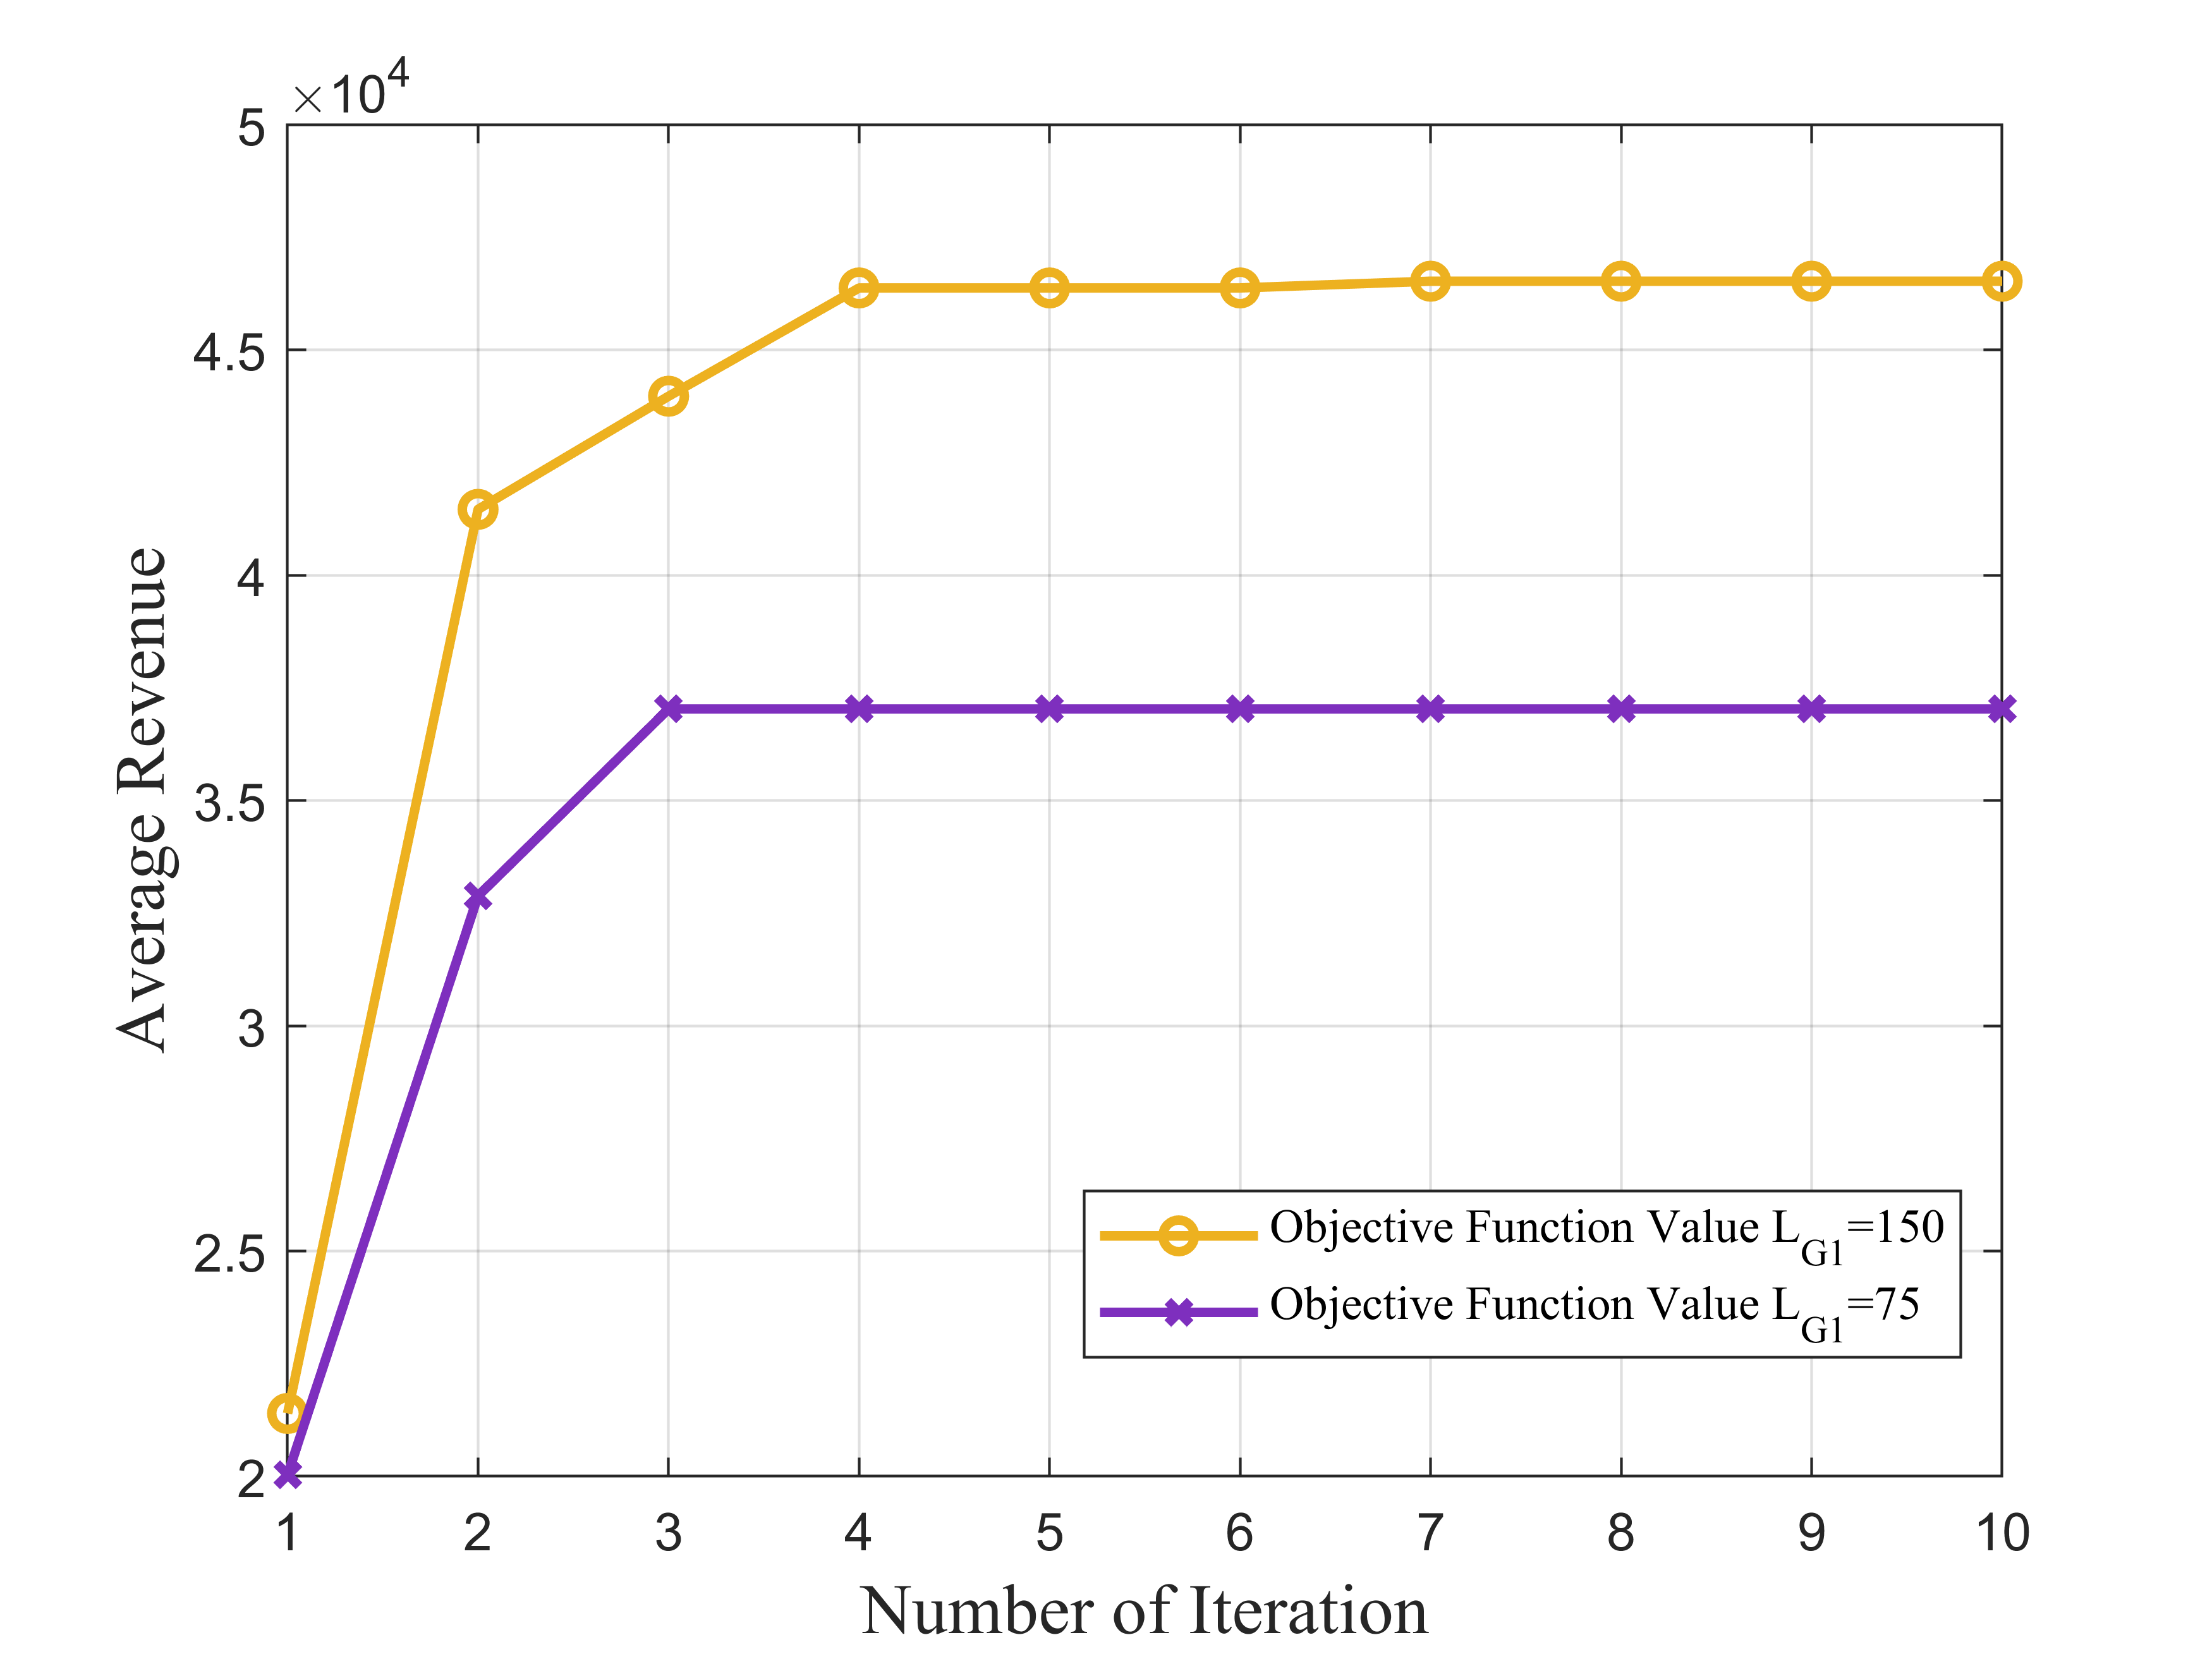 ×10^4
5
4.5
4
3.5
3
2.5
2
Average Revenue
Objective Function Value L_G1=150
Objective Function Value L_G1=75
1 2 3 4 5 6 7 8 9 10
Number of Iteration